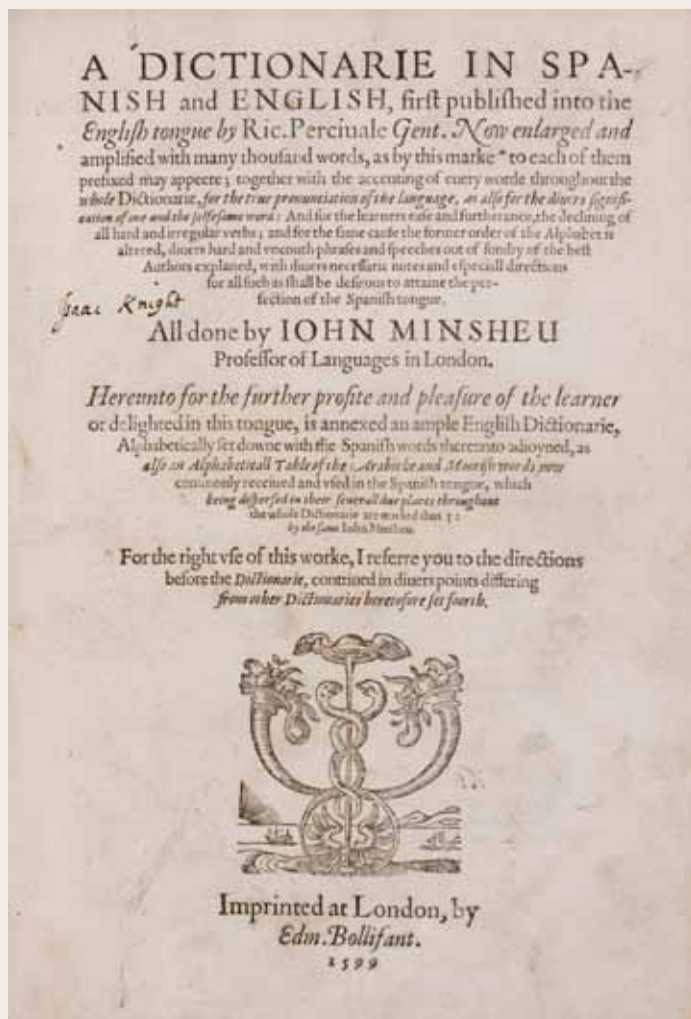 A DICTIONARIE IN SPA-
NISH and ENGLISH, firſt publiſhed into the
Engliſh tongue by Ric. Perciuale Gent. Now enlarged and
amplified with many thouſand words, as by this marke * to each of them
prefixed may appeere; together with the accenting of euery worde throughout the
whole Dictionarie, for the true pronunciation of the language, as alſo for the diuers ſignifi-
cation of one and the ſelfeſame word: And for the learners eaſe and furtherance, the declining of
all hard and irregular verbs; and for the ſame cauſe the former order of the Alphabet is
altered, diuers hard and vncouth phraſes and ſpeeches out of ſundry of the beſt
Authors explaned, with diuers neceſſarie notes and eſpeciall directions
for all ſuch as ſhall be deſirous to attaine the per-
fection of the Spaniſh tongue.
Isaac Knight
All done by IOHN MINSHEU
Profeſſor of Languages in London.
Hereunto for the further profite and pleaſure of the learner
or delighted in this tongue, is annexed an ample Engliſh Dictionarie,
Alphabetically ſet downe with the Spaniſh words thereunto adioyned, as
alſo an Alphabeticall Table of the Arabicke and Mooriſh words now
commonly receiued and vſed in the Spaniſh tongue, which
being diſperſed in their ſeuerall due places throughout
the whole Dictionarie are marked thus †:
by the ſame Iohn Minſheu.
For the right vſe of this worke, I referre you to the directions
before the Dictionarie, contriued in diuers points differing
from other Dictionaries heretofore ſet foorth.
Imprinted at London, by
Edm. Bollifant.
1599